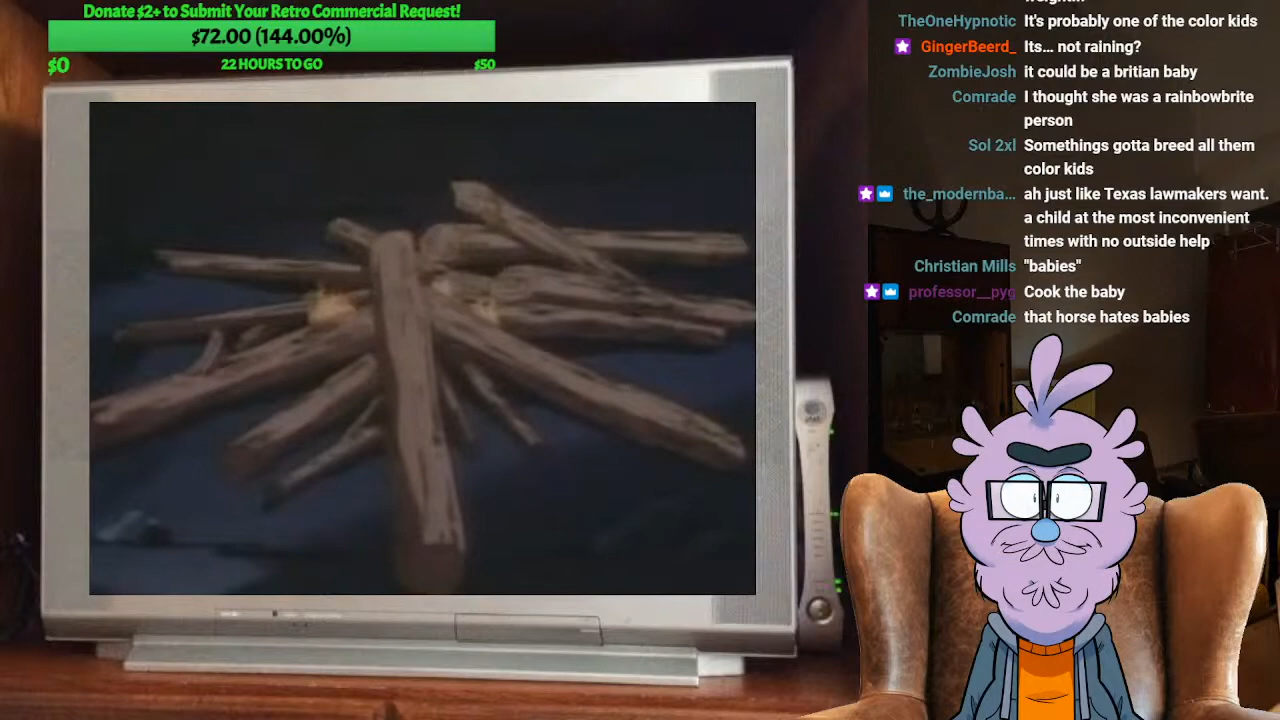 Donate $2+ to Submit Your Retro Commercial Request!
$72.00 (144.00%)
$0
22 HOURS TO GO
$50
TheOneHypnotic It's probably one of the color kids
GingerBeerd_ Its... not raining?
ZombieJosh it could be a britian baby
Comrade I thought she was a rainbowbrite
person
Sol 2xl Somethings gotta breed all them
color kids
the_modernba... ah just like Texas lawmakers want.
a child at the most inconvenient
times with no outside help
Christian Mills "babies"
professor__pyg Cook the baby
Comrade that horse hates babies